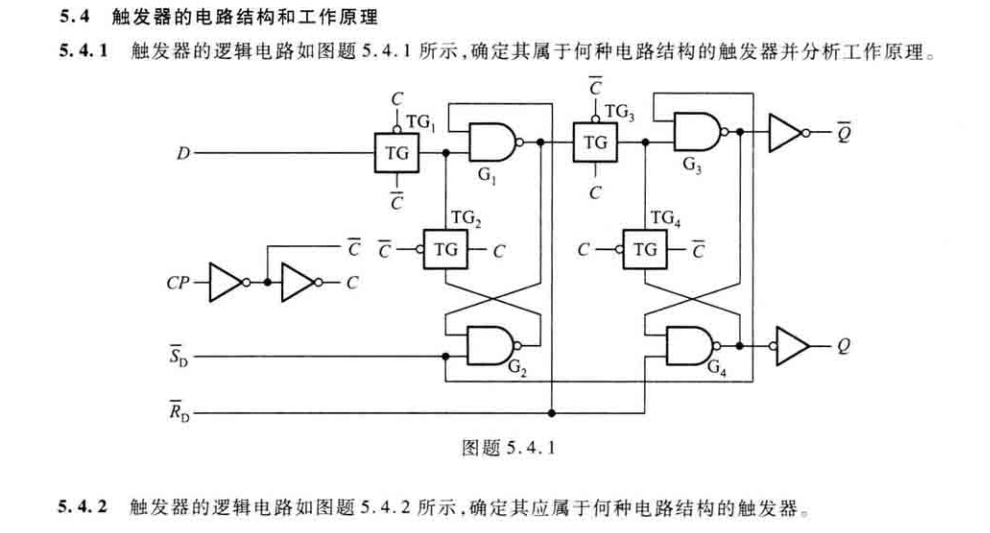 5.4 触发器的电路结构和工作原理
5.4.1 触发器的逻辑电路如图题 5.4.1 所示,确定其属于何种电路结构的触发器并分析工作原理。
C TG₁ C̅ TG₃
D TG G₁ TG G₃ Q̅
C̅ C
TG₂ TG₄
C̅ C̅ TG C C TG C̅
CP C
S̅_D G₂ G₄ Q
R̅_D
图题 5.4.1
5.4.2 触发器的逻辑电路如图题 5.4.2 所示,确定其应属于何种电路结构的触发器。